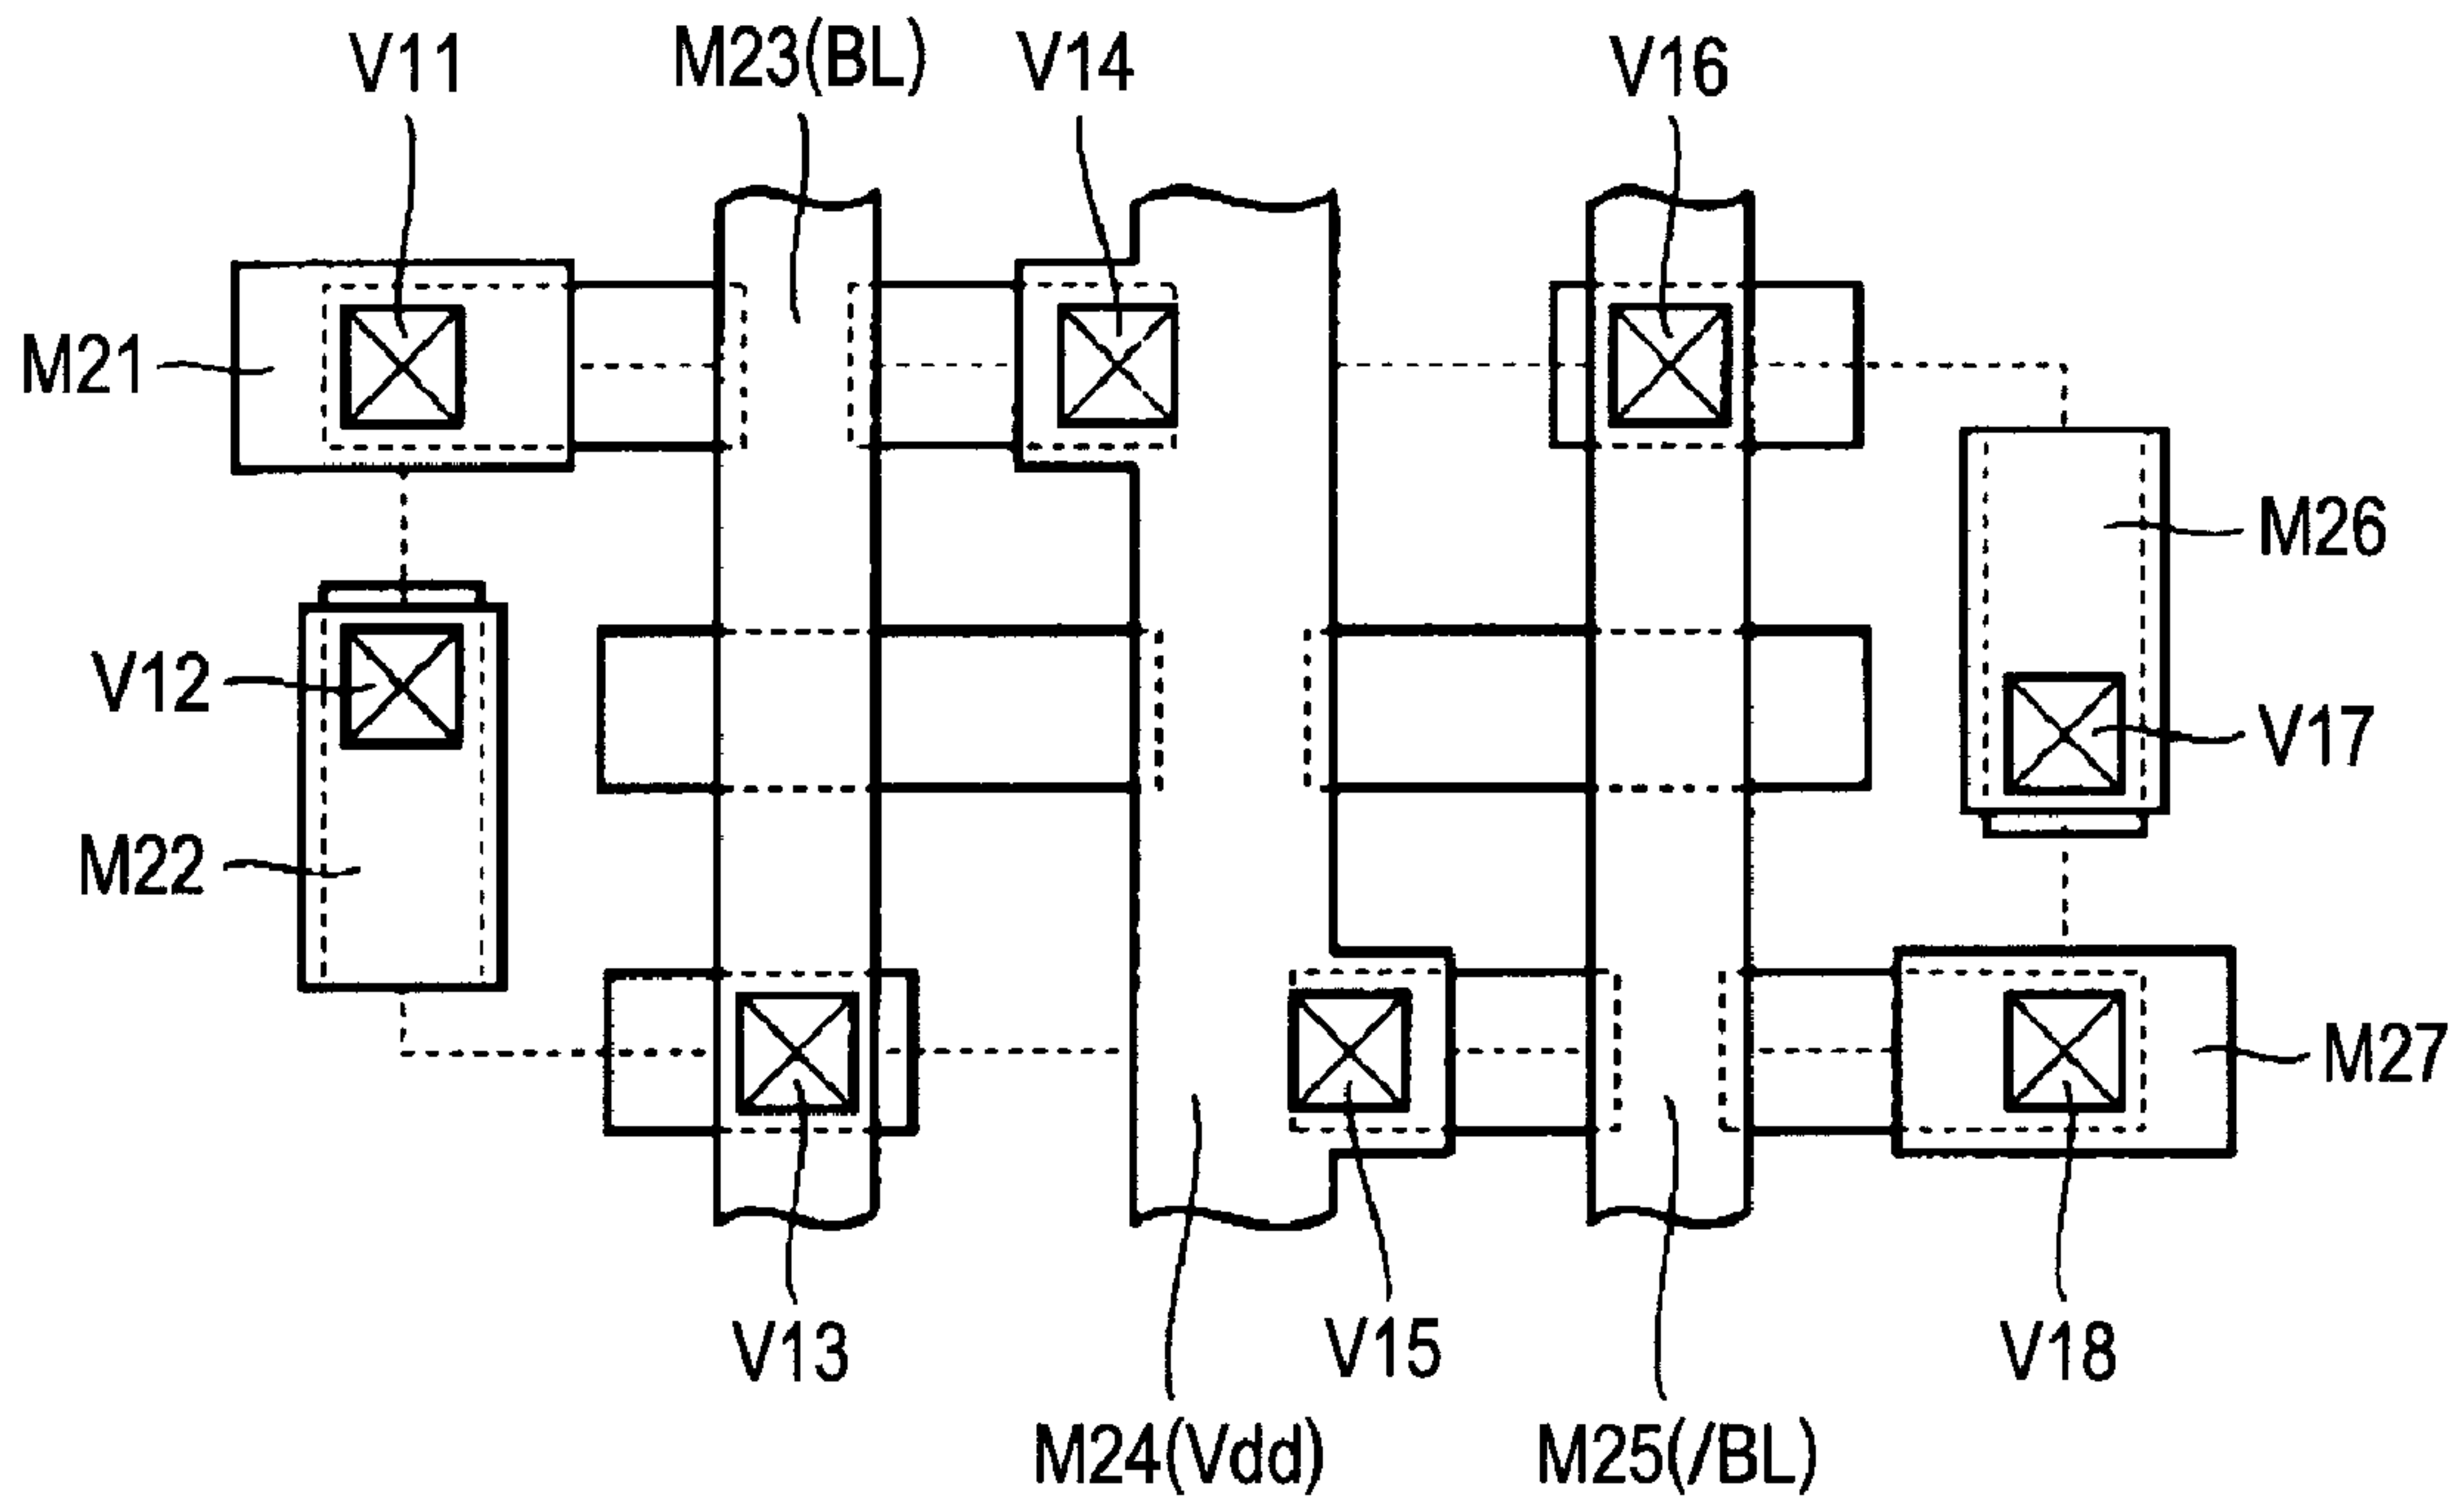 V11 M23(BL) V14 V16
M21
M26
V12
V17
M22
M27
V13 V15 V18
M24(Vdd) M25(/BL)